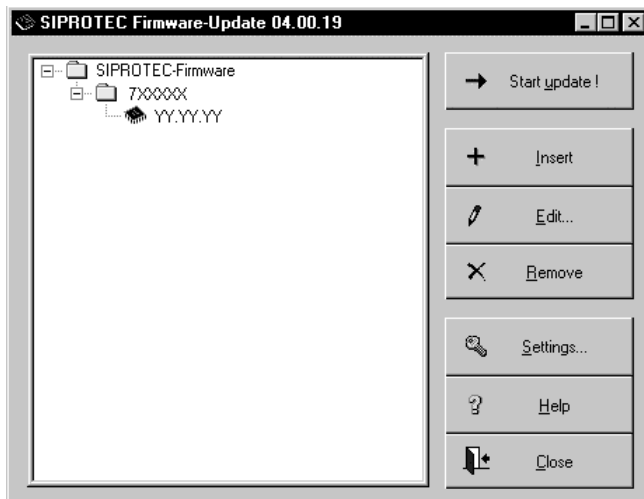 SIPROTEC Firmware-Update 04.00.19
SIPROTEC-Firmware
7XXXXX
YY.YY.YY
Start update !
Insert
Edit...
Remove
Settings...
Help
Close